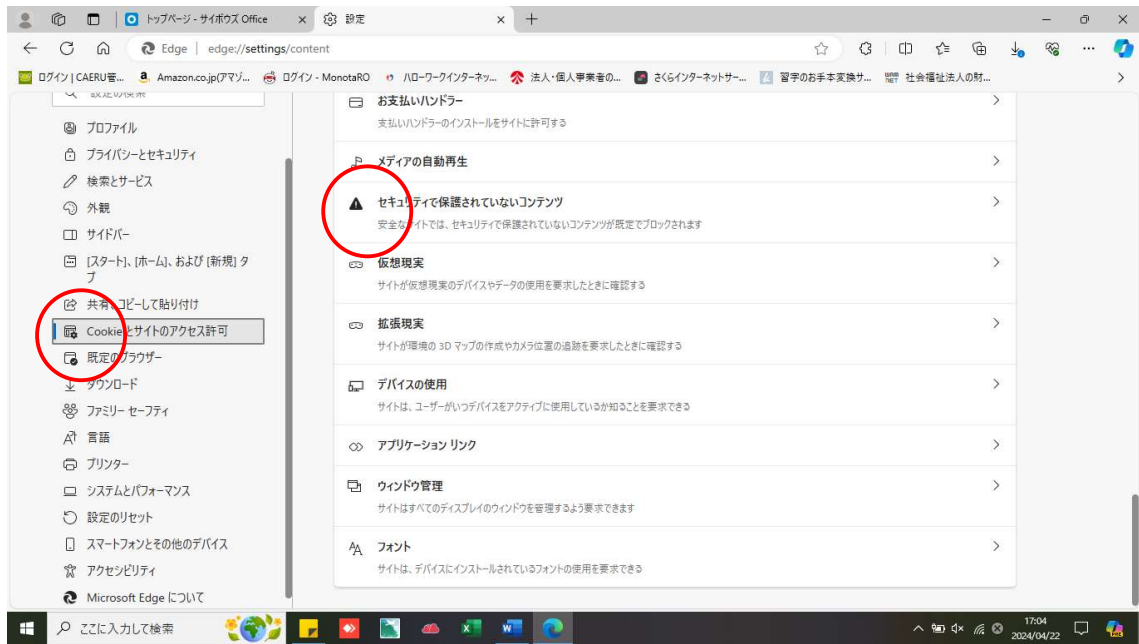 トップページ - サイボウズ Office
設定
Edge
edge://settings/content
ログイン | CAERU管...
Amazon.co.jp(アマゾ...
ログイン - MonotaRO
ハローワークインターネッ...
法人・個人事業者の...
さくらインターネットサー...
習字のお手本変換サ...
社会福祉法人の財...
設定の検索
プロファイル
プライバシーとセキュリティ
検索とサービス
外観
サイドバー
[スタート]、[ホーム]、および [新規] タ
ブ
共有、コピーして貼り付け
Cookie とサイトのアクセス許可
既定のブラウザー
ダウンロード
ファミリー セーフティ
言語
プリンター
システムとパフォーマンス
設定のリセット
スマートフォンとその他のデバイス
アクセシビリティ
Microsoft Edge について
お支払いハンドラー
支払いハンドラーのインストールをサイトに許可する
メディアの自動再生
セキュリティで保護されていないコンテンツ
安全なサイトでは、セキュリティで保護されていないコンテンツが既定でブロックされます
仮想現実
サイトが仮想現実のデバイスやデータの使用を要求したときに確認する
拡張現実
サイトが環境の 3D マップの作成やカメラ位置の追跡を要求したときに確認する
デバイスの使用
サイトは、ユーザーがいつデバイスをアクティブに使用しているか知ることを要求できる
アプリケーション リンク
ウィンドウ管理
サイトはすべてのディスプレイのウィンドウを管理するよう要求できます
フォント
サイトは、デバイスにインストールされているフォントの使用を要求できる
ここに入力して検索
17:04
2024/04/22